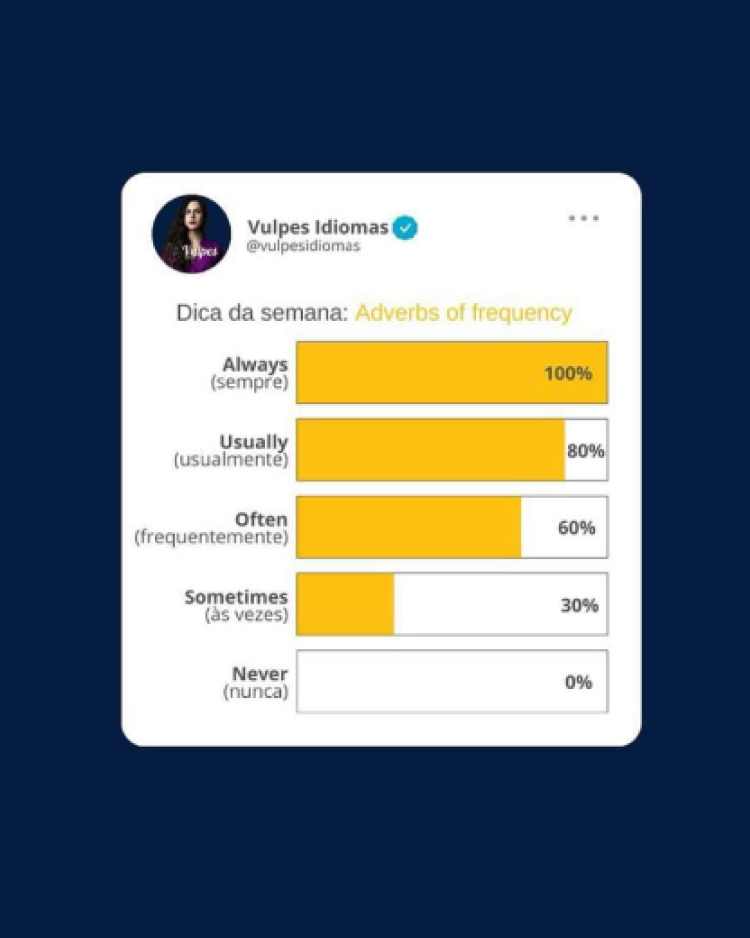 Vulpes
Vulpes Idiomas
@vulpesidiomas
Dica da semana: Adverbs of frequency
Always
(sempre)
100%
Usually
(usualmente)
80%
Often
(frequentemente)
60%
Sometimes
(às vezes)
30%
Never
(nunca)
0%